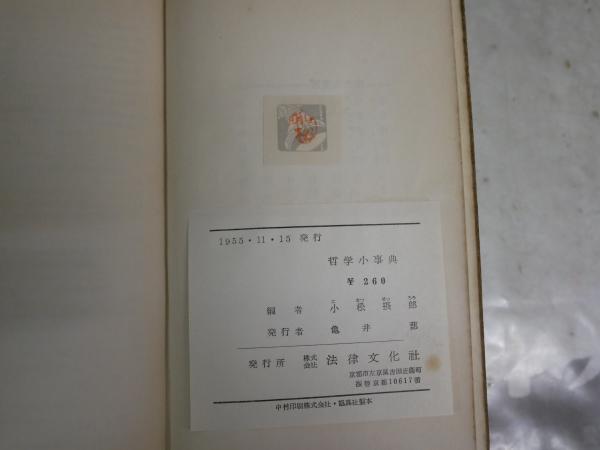 1955・11・15 発行
哲学小事典
￥260
編者 小松摂郎
発行者 亀井蔀
発行所 株式会社 法律文化社
京都市左京区吉田近衛町
振替京都10617番
中村印刷株式会社・協真社製本